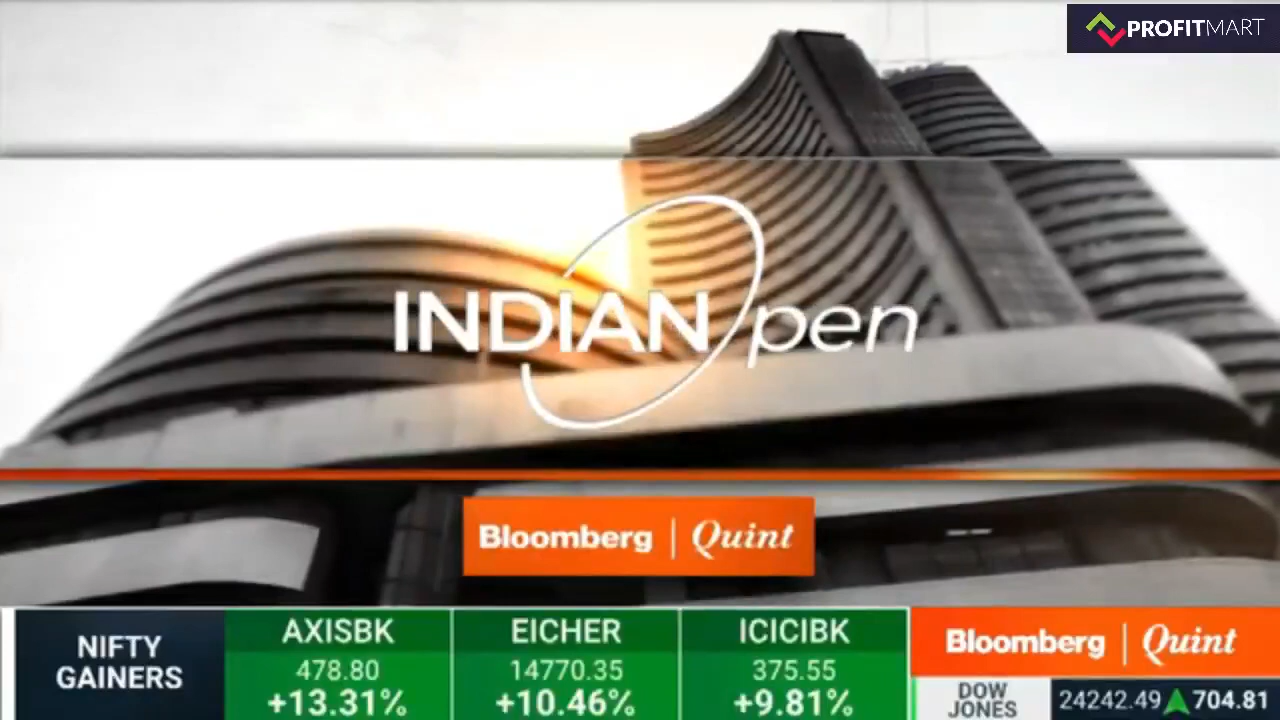 PROFITMART
INDIAN Open
Bloomberg | Quint
NIFTY
GAINERS
AXISBK
478.80
+13.31%
EICHER
14770.35
+10.46%
ICICIBK
375.55
+9.81%
Bloomberg | Quint
DOW
JONES
24242.49 ▲ 704.81